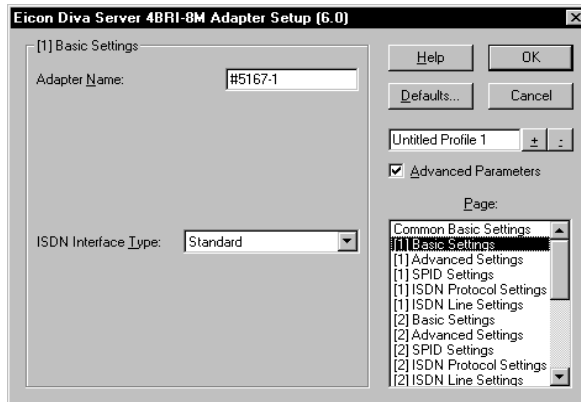 Eicon Diva Server 4BRI-8M Adapter Setup (6.0)
[1] Basic Settings
Adapter Name:
#5167-1
ISDN Interface Type:
Standard
Help
OK
Defaults...
Cancel
Untitled Profile 1
+
-
Advanced Parameters
Page:
Common Basic Settings
[1] Basic Settings
[1] Advanced Settings
[1] SPID Settings
[1] ISDN Protocol Settings
[1] ISDN Line Settings
[2] Basic Settings
[2] Advanced Settings
[2] SPID Settings
[2] ISDN Protocol Settings
[2] ISDN Line Settings